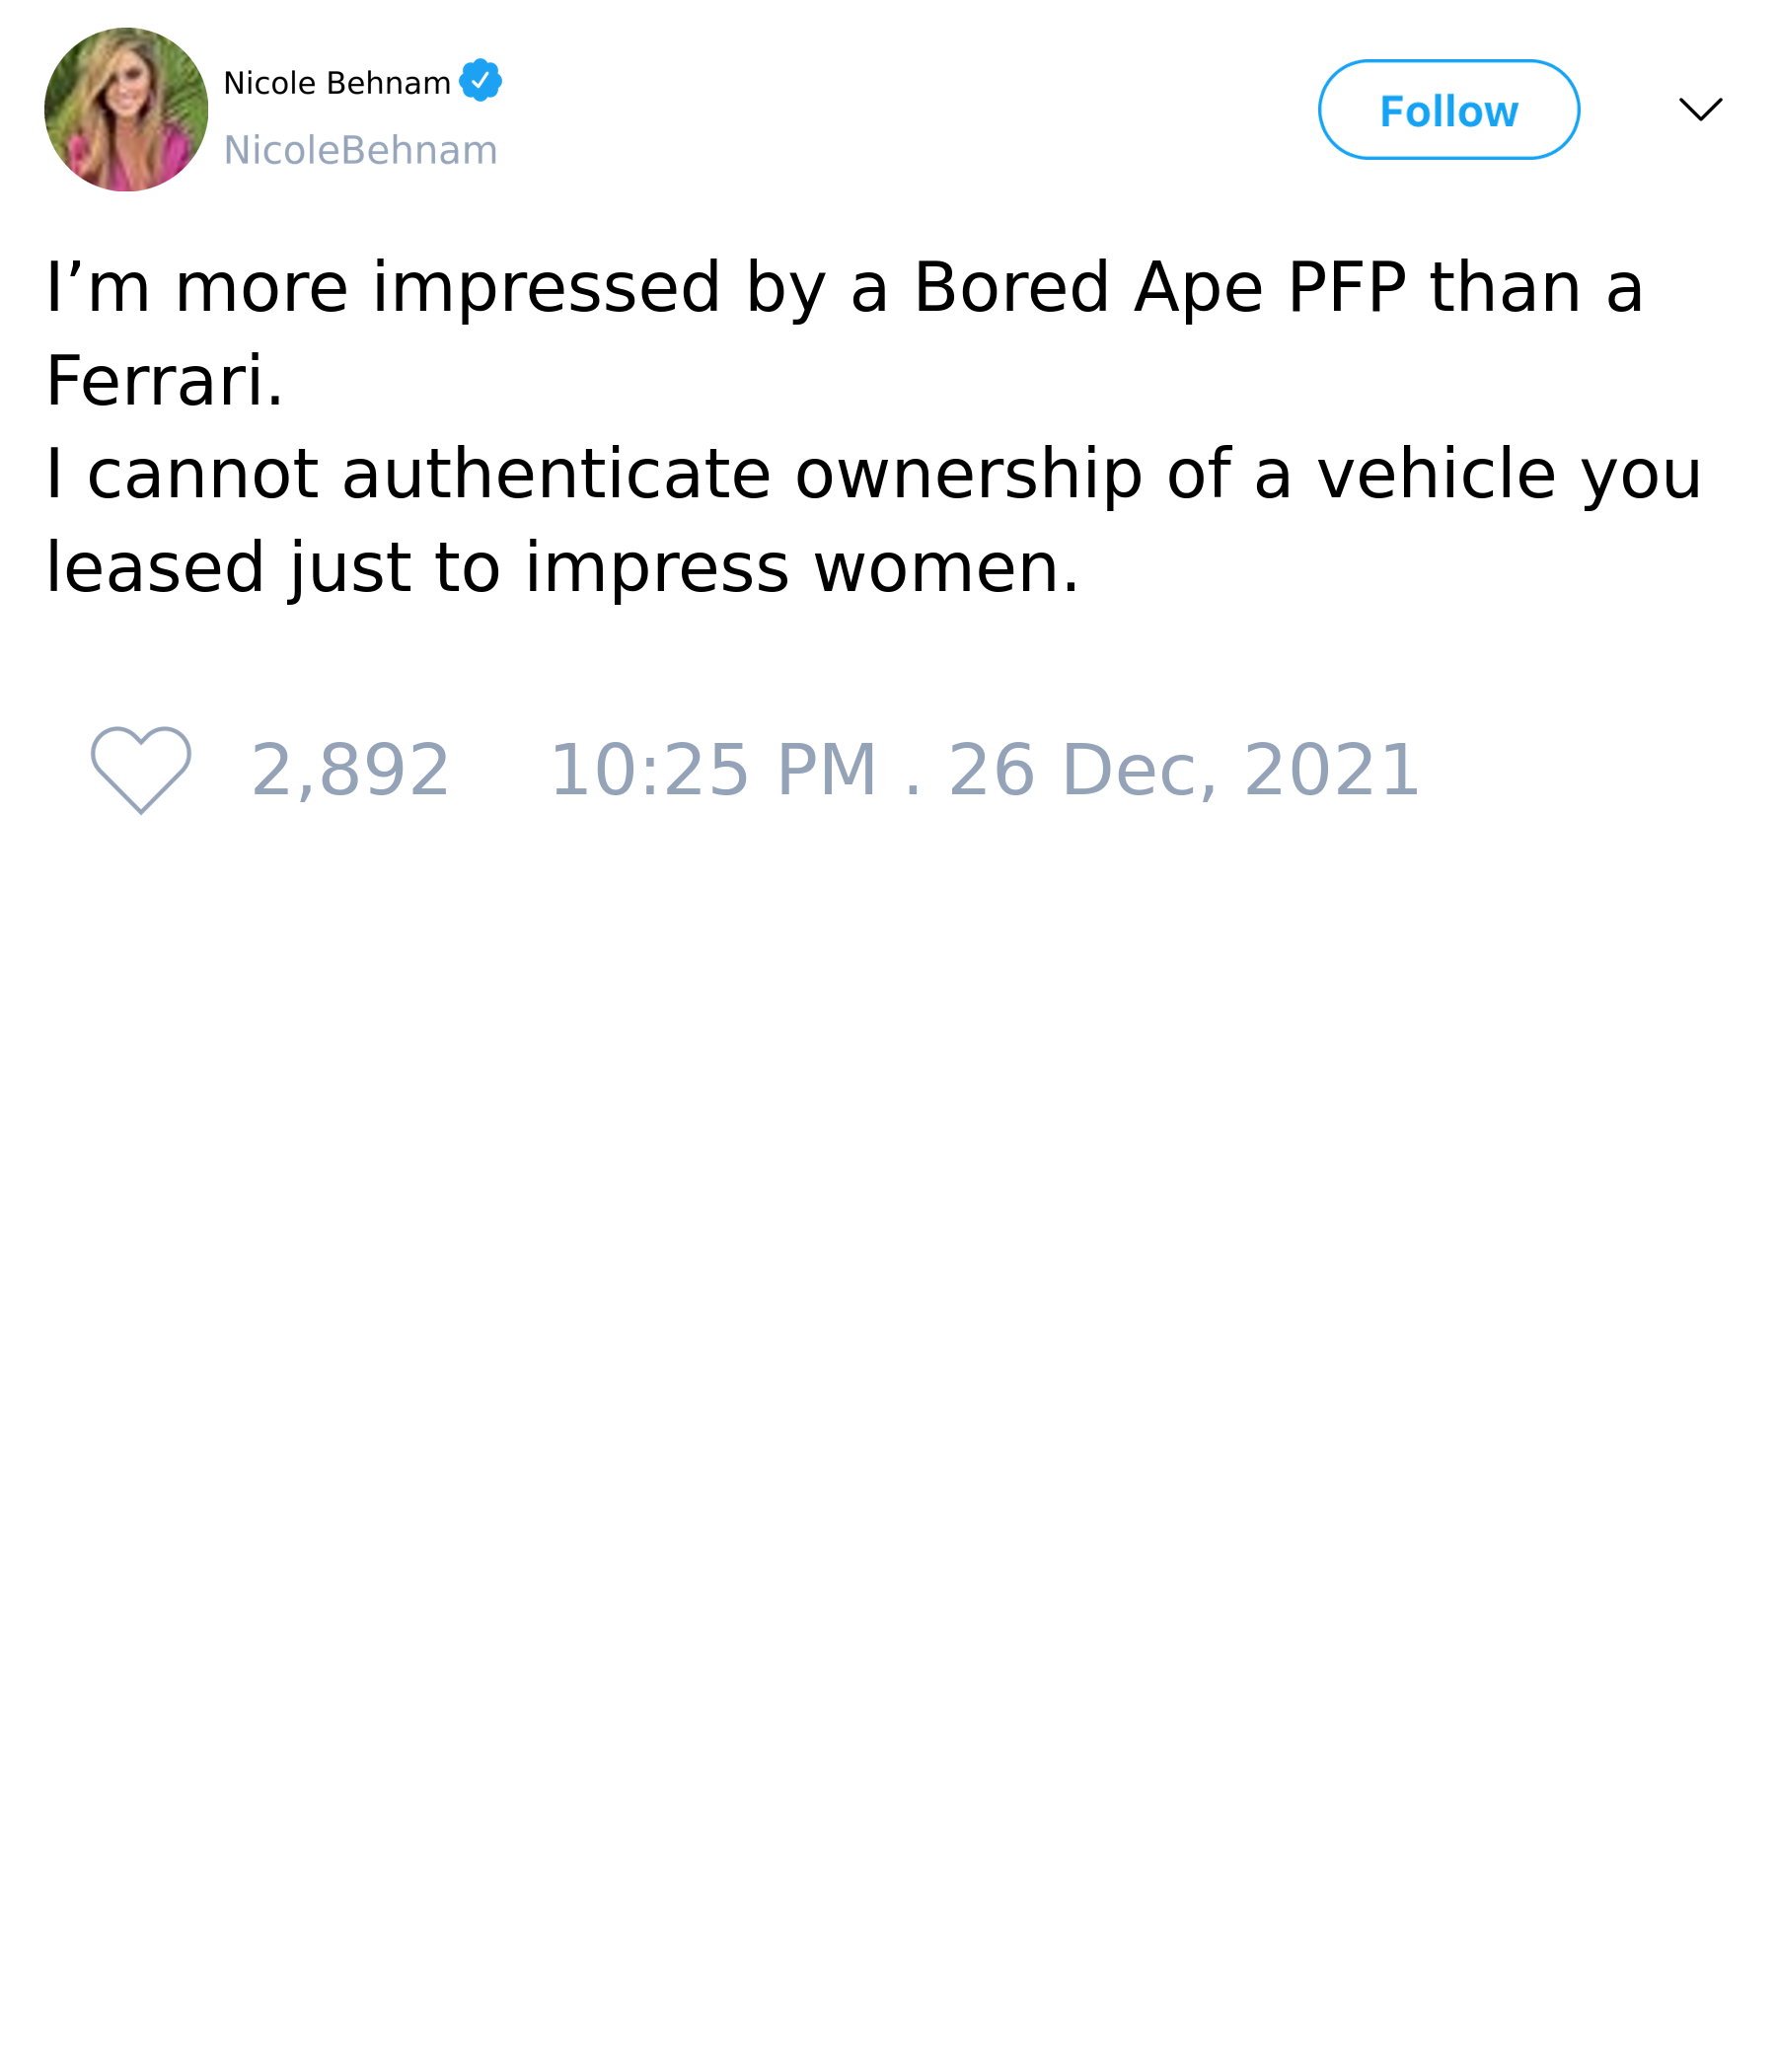 Nicole Behnam
NicoleBehnam
Follow
I’m more impressed by a Bored Ape PFP than a
Ferrari.
I cannot authenticate ownership of a vehicle you
leased just to impress women.
2,892 10:25 PM . 26 Dec, 2021